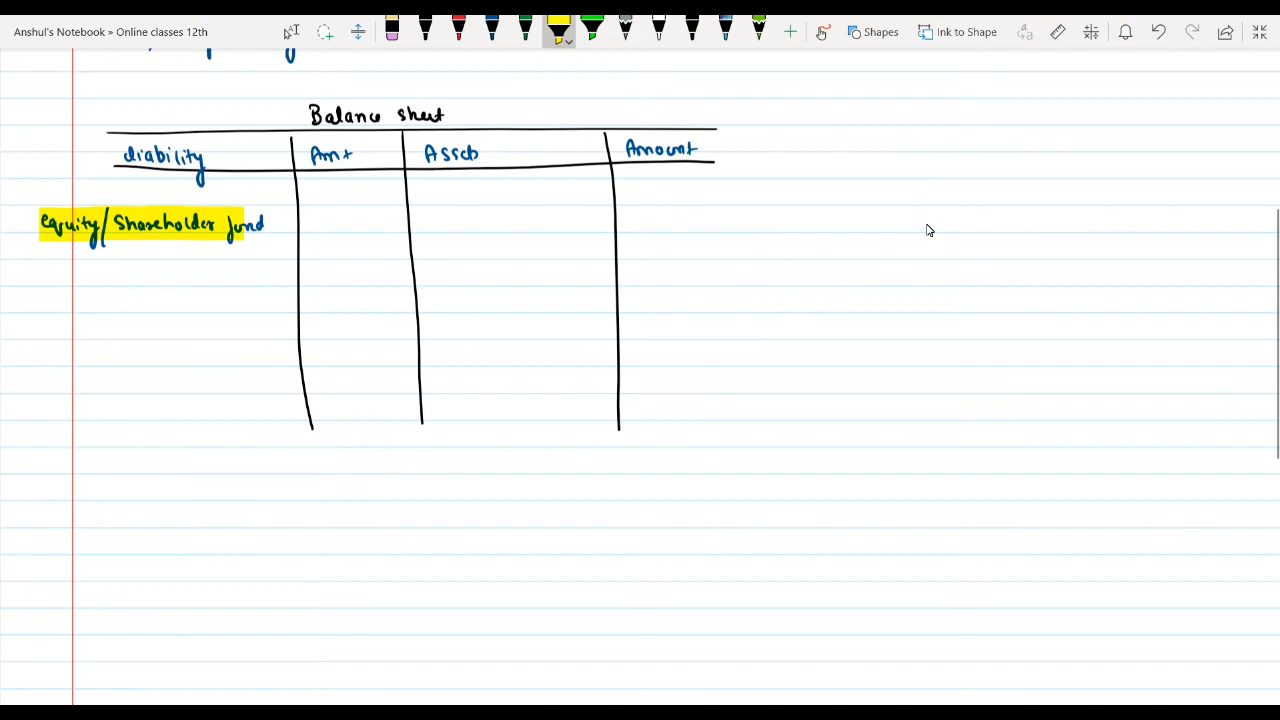 Anshul's Notebook » Online classes 12th
Shapes
Ink to Shape
Balance sheet
Liability Amt Assets Amount
equity/Shareholder fund